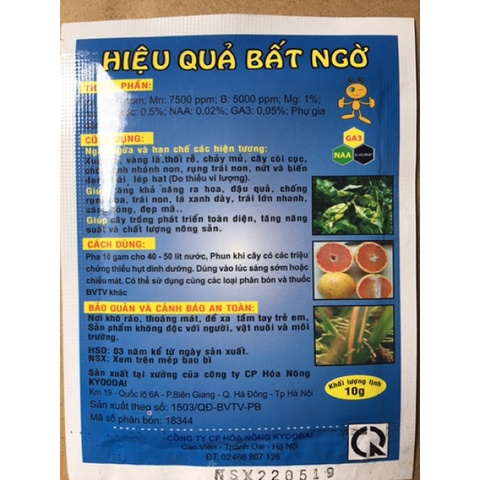 HIỆU QUẢ BẤT NGỜ
PHẦN:
ppm; Mn: 7500 ppm; B: 5000 ppm; Mg: 1%;
0,5%; NAA: 0,02%; GA3: 0,05%; Phụ gia
GA3
NAA
DỤNG:
ngừa và hạn chế các hiện tượng:
vàng lá,thối rễ, chảy mủ, cây còi cọc,
nhánh non, rụng trái non, nứt và biến
lép hạt (Do thiếu vi lượng).
Giúp tăng khả năng ra hoa, đậu quả, chống
hoa, trái non, lá xanh dày, trái lớn nhanh,
bóng, đẹp mã..
Giúp cây trồng phát triển toàn diện, tăng năng
suất và chất lượng nông sản.
CÁCH DÙNG:
Pha 10 gam cho 40 - 50 lít nước, Phun khi cây có các triệu
chứng thiếu hụt dinh dưỡng. Dùng vào lúc sáng sớm hoặc
chiều mát. Có thể sử dụng cùng các loại phân bón và thuốc
BVTV khác
BẢO QUẢN VÀ CẢNH BÁO AN TOÀN:
Nơi khô ráo, thoáng mát, để xa tầm tay trẻ em.
Sản phẩm không độc với người, vật nuôi và môi
trường.
HSD: 03 năm kể từ ngày sản xuất.
NSX: Xem trên mép bao bì
Sản xuất tại xưởng của công ty CP Hóa Nông
KYOODAI
Km 19 - Quốc lộ 6A - P.Biên Giang - Q. Hà Đông - Tp Hà Nội
Sản xuất theo số: 1503/QĐ-BVTV-PB
Mã số phân bón: 18344
Khối lượng tịnh
10g
CÔNG TY CP HÓA NÔNG KYOODAI
Cao Viên - Thanh Oai - Hà Nội
ĐT: 02466 807 126
NSX220519